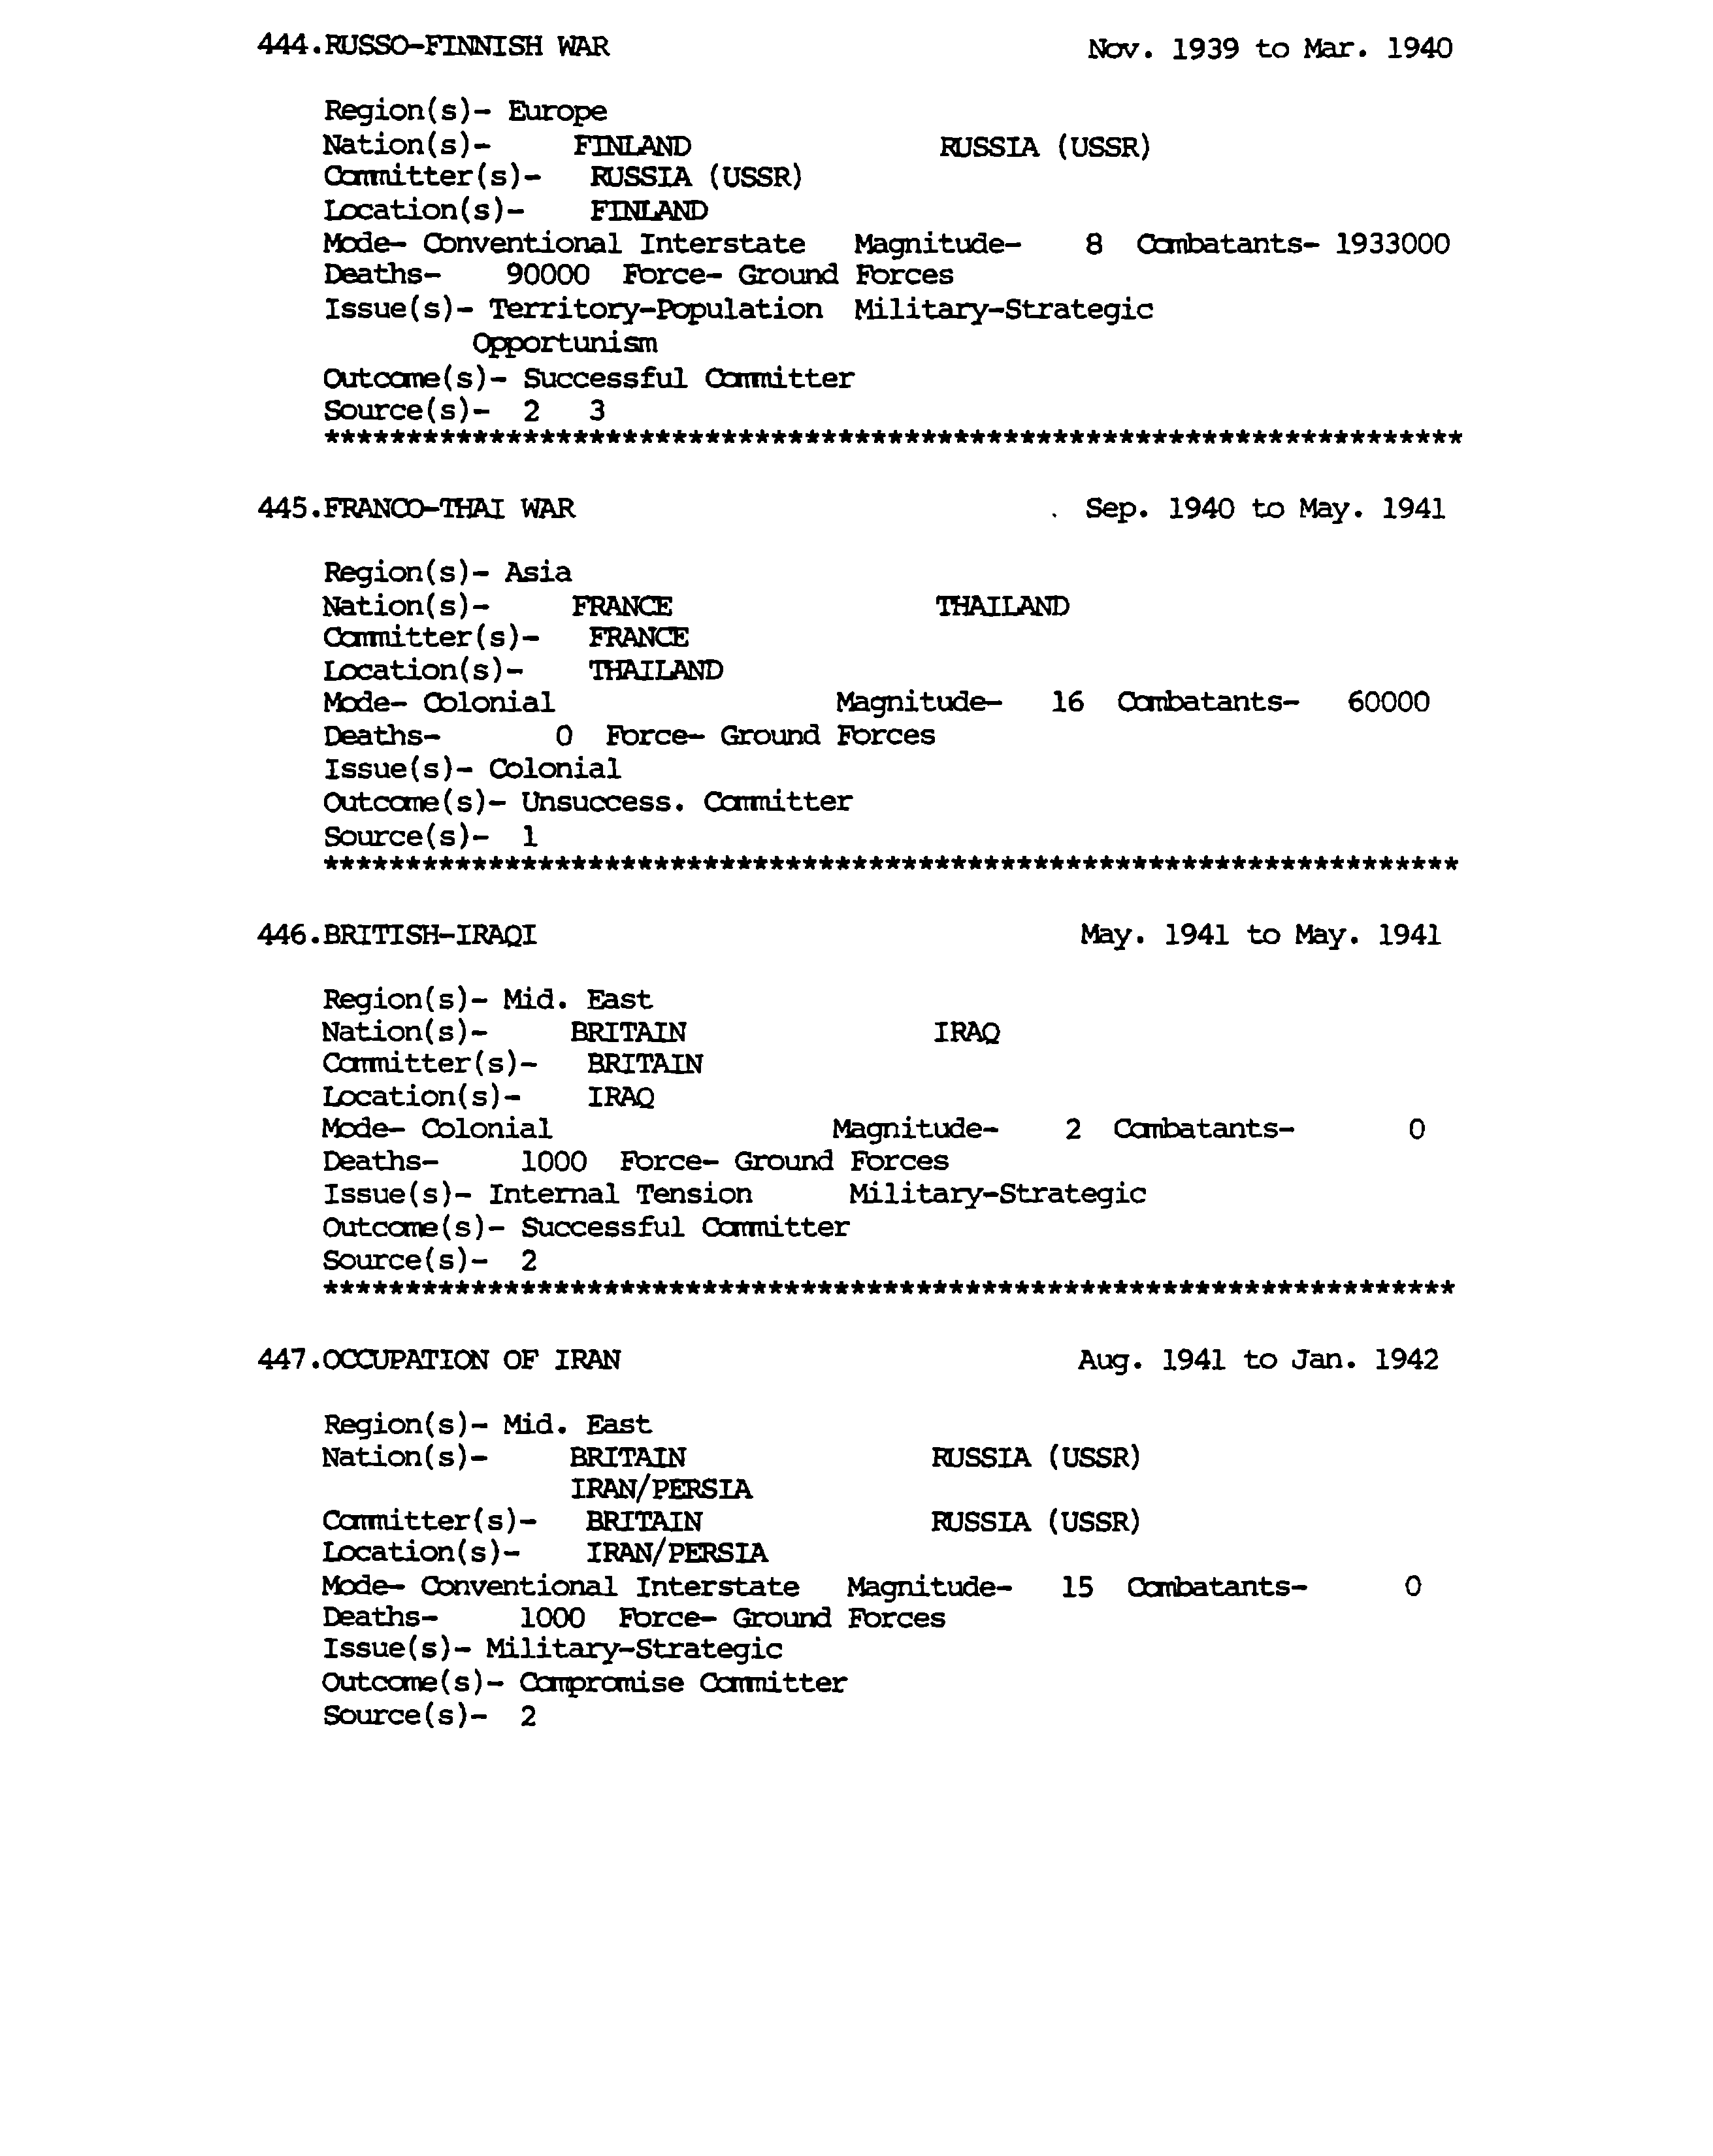 444.RUSSO-FINNISH WAR Nov. 1939 to Mar. 1940
Region(s)- Europe
Nation(s)- FINLAND RUSSIA (USSR)
Committer(s)- RUSSIA (USSR)
Location(s)- FINLAND
Mode- Conventional Interstate Magnitude- 8 Combatants- 1933000
Deaths- 90000 Force- Ground Forces
Issue(s)- Territory-Population Military-Strategic
Opportunism
Outcome(s)- Successful Committer
Source(s)- 2 3
*********************************************************************
445.FRANCO-THAI WAR Sep. 1940 to May. 1941
Region(s)- Asia
Nation(s)- FRANCE THAILAND
Committer(s)- FRANCE
Location(s)- THAILAND
Mode- Colonial Magnitude- 16 Combatants- 60000
Deaths- 0 Force- Ground Forces
Issue(s)- Colonial
Outcome(s)- Unsuccess. Committer
Source(s)- 1
*********************************************************************
446.BRITISH-IRAQI May. 1941 to May. 1941
Region(s)- Mid. East
Nation(s)- BRITAIN IRAQ
Committer(s)- BRITAIN
Location(s)- IRAQ
Mode- Colonial Magnitude- 2 Combatants- 0
Deaths- 1000 Force- Ground Forces
Issue(s)- Internal Tension Military-Strategic
Outcome(s)- Successful Committer
Source(s)- 2
*********************************************************************
447.OCCUPATION OF IRAN Aug. 1941 to Jan. 1942
Region(s)- Mid. East
Nation(s)- BRITAIN RUSSIA (USSR)
IRAN/PERSIA
Committer(s)- BRITAIN RUSSIA (USSR)
Location(s)- IRAN/PERSIA
Mode- Conventional Interstate Magnitude- 15 Combatants- 0
Deaths- 1000 Force- Ground Forces
Issue(s)- Military-Strategic
Outcome(s)- Compromise Committer
Source(s)- 2